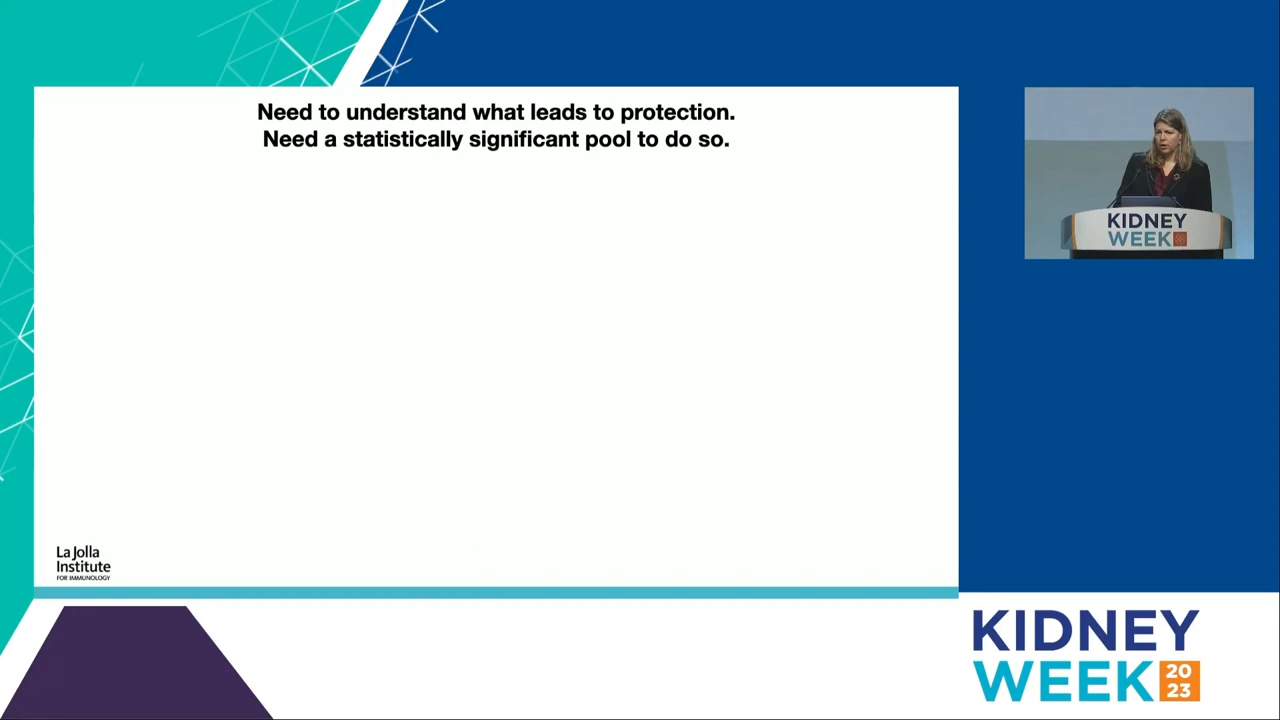 Need to understand what leads to protection.
Need a statistically significant pool to do so.
KIDNEY
WEEK
La Jolla
Institute
FOR IMMUNOLOGY
KIDNEY
WEEK 20
23